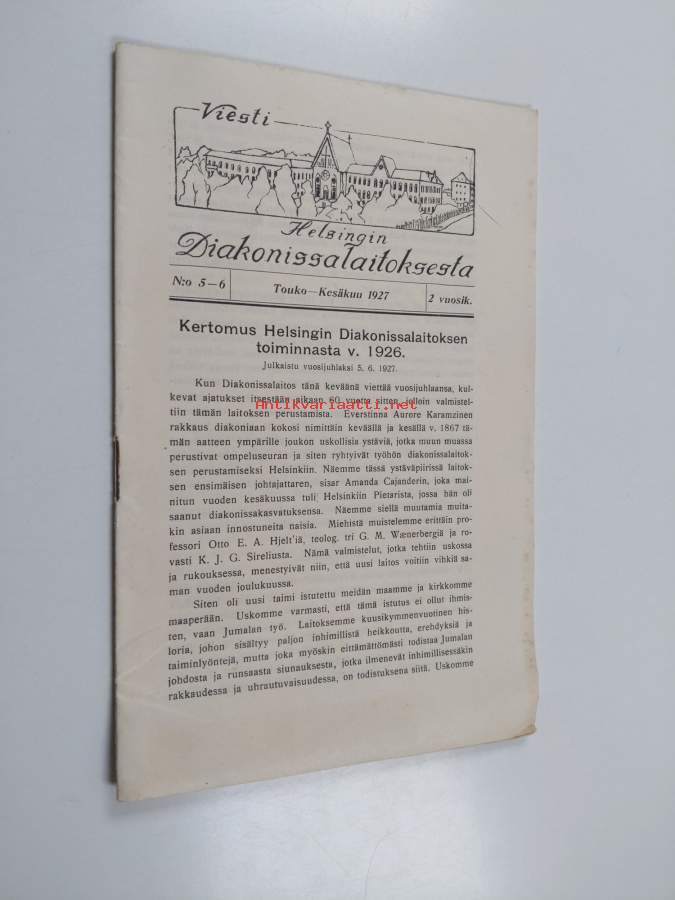 Viesti
Helsingin
Diakonissalaitoksesta
N:o 5—6
Touko—Kesäkuu 1927
2 vuosik.
Kertomus Helsingin Diakonissalaitoksen
toiminnasta v. 1926.
Julkaistu vuosijuhlaksi 5. 6. 1927.
Kun Diakonissalaitos tänä keväänä viettää vuosijuhlaansa, kul-
kevat ajatukset itsestään aikaan 60 vuotta sitten, jolloin valmistel-
Antikvariaatti.net
tiin tämän laitoksen perustamista. Everstinna Aurore Karamzinen
rakkaus diakoniaan kokosi nimittäin keväällä ja kesällä v. 1867 tä-
män aatteen ympärille joukon uskollisia ystäviä, jotka muun muassa
perustivat ompeluseuran ja siten ryhtyivät työhön diakonissalaitok-
sen perustamiseksi Helsinkiin. Näemme tässä ystäväpiirissä laitok-
sen ensimäisen johtajattaren, sisar Amanda Cajanderin, joka mai-
nitun vuoden kesäkuussa tuli Helsinkiin Pietarista, jossa hän oli
saanut diakonissakasvatuksensa. Näemme siellä muutamia muita-
kin asiaan innostuneita naisia. Miehistä muistelemme erittäin pro-
fessori Otto E. A. Hjelt'iä, teolog. tri G. M. Wænerbergiä ja ro-
vasti K. J. G. Sireliusta. Nämä valmistelut, jotka tehtiin uskossa
ja rukouksessa, menestyivät niin, että uusi laitos voitiin vihkiä sa-
man vuoden joulukuussa.
Siten oli uusi taimi istutettu meidän maamme ja kirkkomme
maaperään. Uskomme varmasti, että tämä istutus ei ollut ihmis-
ten, vaan Jumalan työ. Laitoksemme kuusikymmenvuotinen his-
toria, johon sisältyy paljon inhimillistä heikkoutta, erehdyksiä ja
taiminlyöntejä, mutta joka myöskin eittämättömästi todistaa Jumalan
johdosta ja runsaasta siunauksesta, jotka ilmenevät inhimillisessäkin
rakkaudessa ja uhrautuvaisuudessa, on todistuksena siitä. Uskomme